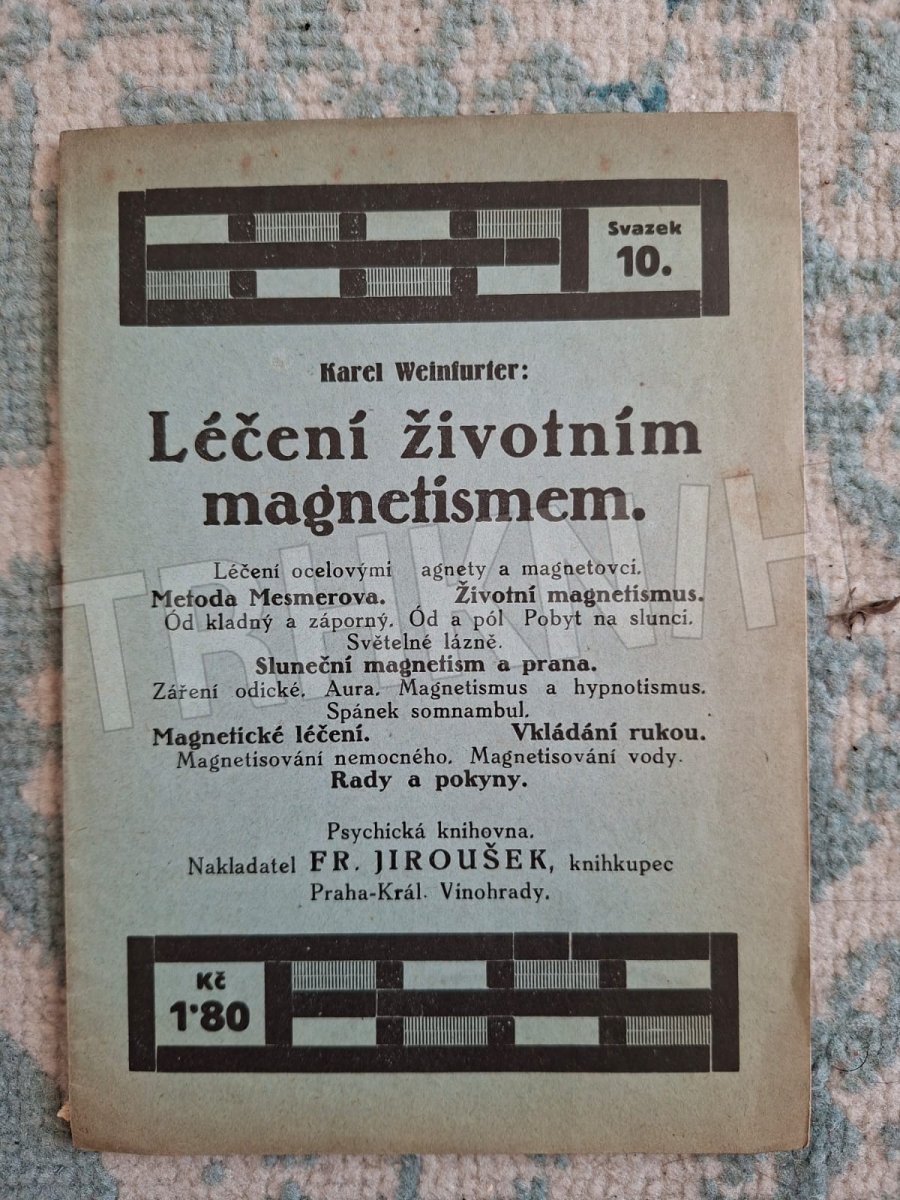 Svazek
10.
Karel Weinfurter:
Léčení životním
magnetismem.
Léčení ocelovými agnety a magnetovci.
Metoda Mesmerova. Životní magnetismus.
Ód kladný a záporný. Ód a pól Pobyt na slunci.
Světelné lázně.
Sluneční magnetism a prana.
Záření odické. Aura. Magnetismus a hypnotismus.
Spánek somnambul.
Magnetické léčení. Vkládání rukou.
Magnetisování nemocného. Magnetisování vody.
Rady a pokyny.
Psychická knihovna.
Nakladatel FR. JIROUŠEK, knihkupec
Praha-Král. Vinohrady.
Kč
1·80
TRHKNIH